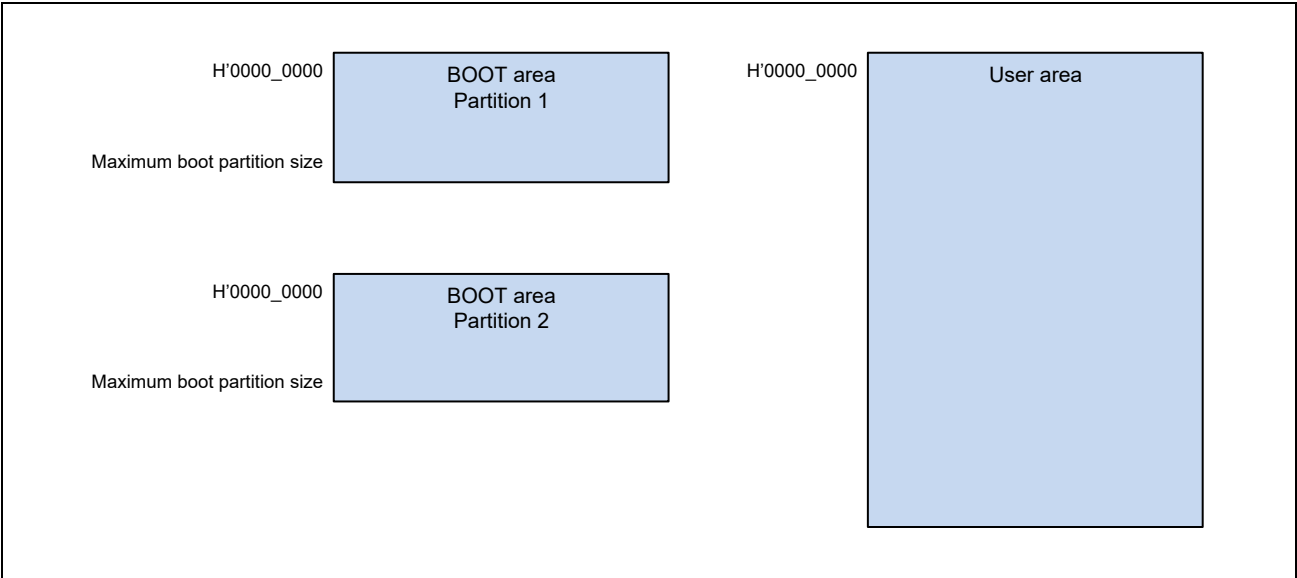 H’0000_0000
BOOT area
Partition 1
Maximum boot partition size
H’0000_0000
BOOT area
Partition 2
Maximum boot partition size
H’0000_0000
User area